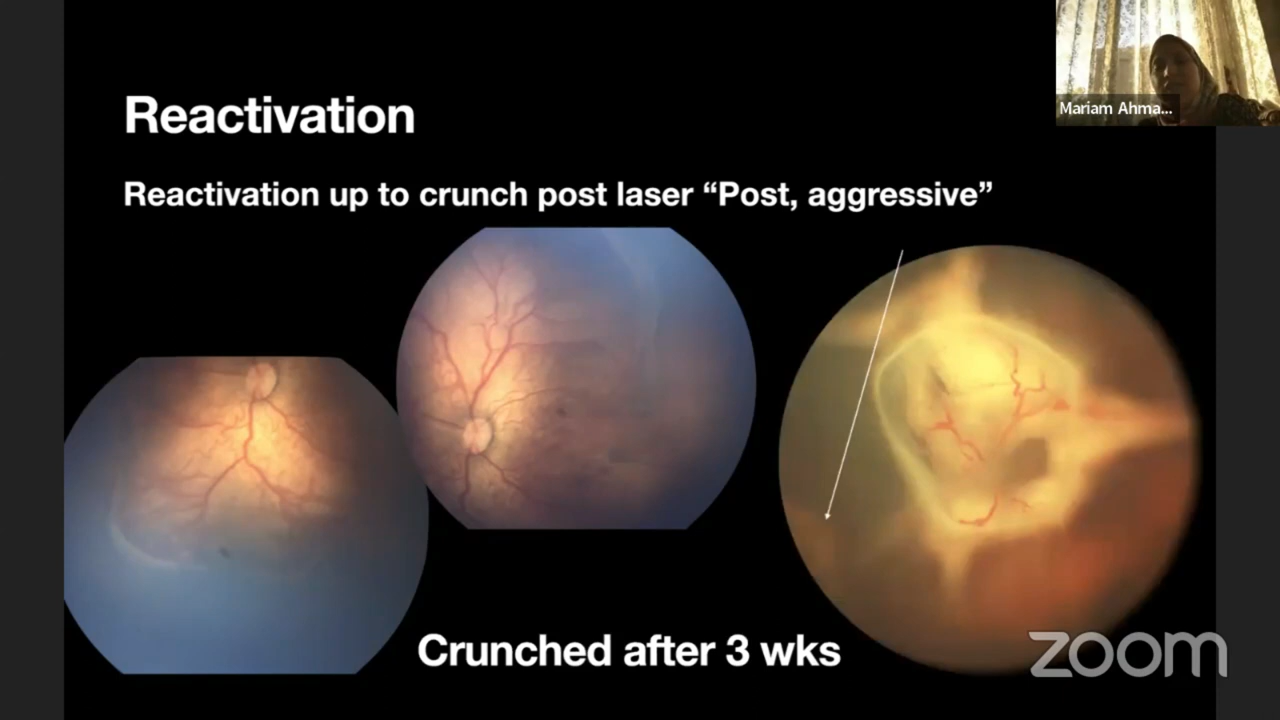 Mariam Ahma...
Reactivation
Reactivation up to crunch post laser “Post, aggressive”
Crunched after 3 wks
zoom